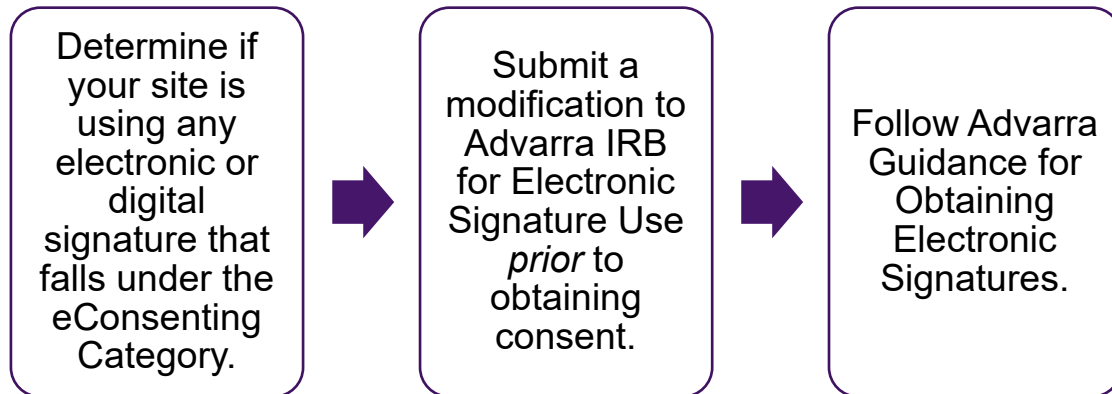 Determine if
your site is
using any
electronic or
digital
signature that
falls under the
eConsenting
Category.
Submit a
modification to
Advarra IRB
for Electronic
Signature Use
prior to
obtaining
consent.
Follow Advarra
Guidance for
Obtaining
Electronic
Signatures.